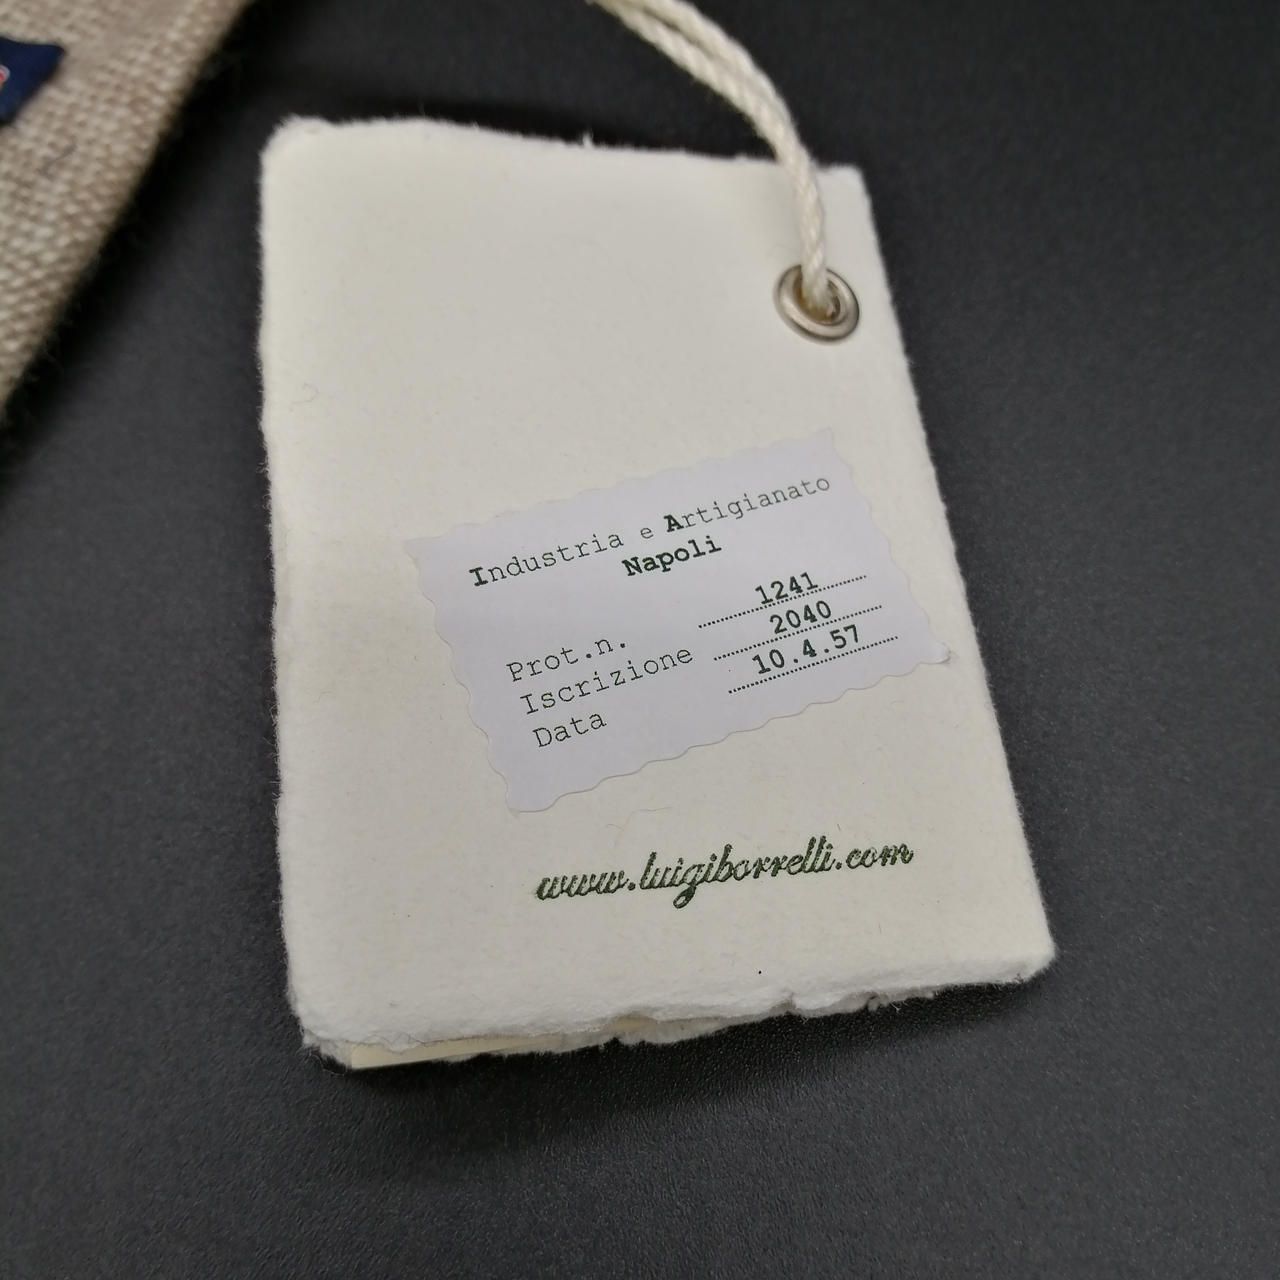 Industria e Artigianato
Napoli
Prot.n. 1241
Iscrizione 2040
Data 10.4.57
www.luigiborrelli.com